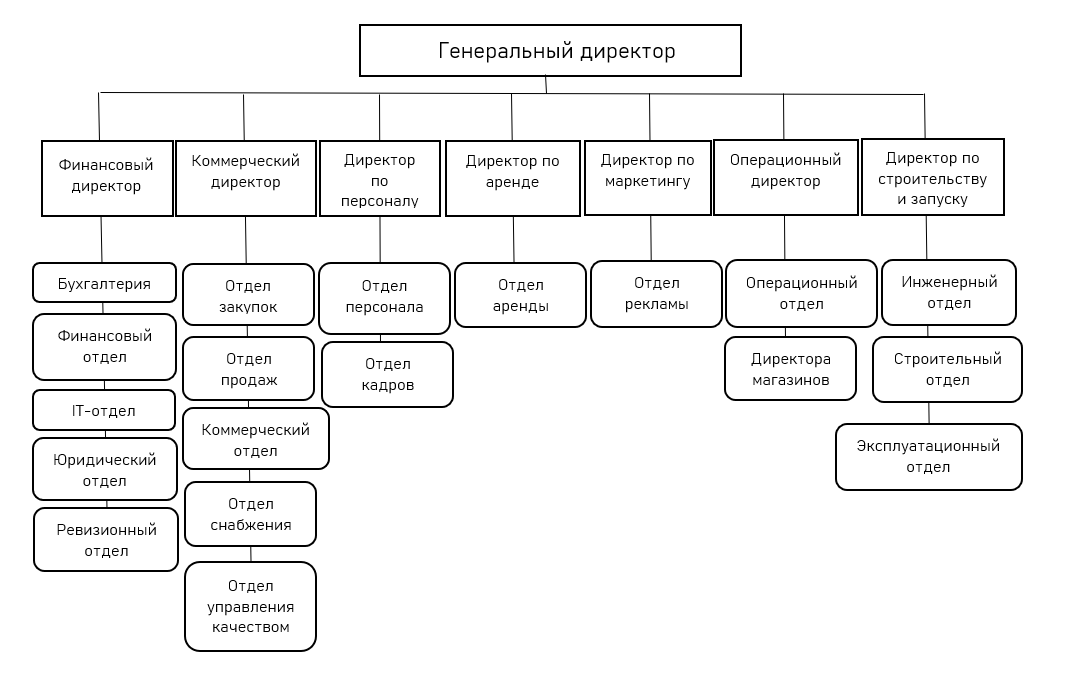 Генеральный директор
Финансовый
директор
Коммерческий
директор
Директор
по
персоналу
Директор по
аренде
Директор по
маркетингу
Операционный
директор
Директор по
строительству
и запуску
Бухгалтерия
Финансовый
отдел
IT-отдел
Юридический
отдел
Ревизионный
отдел
Отдел
закупок
Отдел
продаж
Коммерческий
отдел
Отдел
снабжения
Отдел
управления
качеством
Отдел
персонала
Отдел
кадров
Отдел
аренды
Отдел
рекламы
Операционный
отдел
Директора
магазинов
Инженерный
отдел
Строительный
отдел
Эксплуатационный
отдел